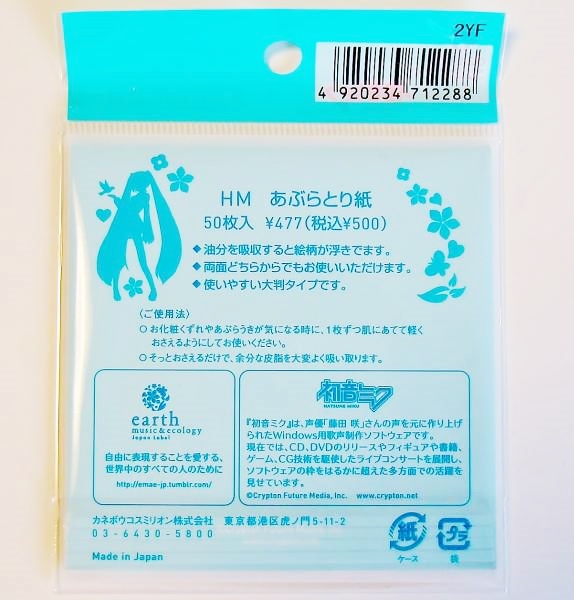 2YF
4 920234 712288
HM あぶらとり紙
50枚入 ¥477(税込¥500)
◆油分を吸収すると絵柄が浮きでます。
◆両面どちらからでもお使いいただけます。
◆使いやすい大判タイプです。
〈ご使用法〉
○お化粧くずれやあぶらうきが気になる時に、1枚ずつ肌にあてて軽く
おさえるようにしてお使いください。
○そっとおさえるだけで、余分な皮脂を大変よく吸い取ります。
earth
music&ecology
Japan Label
自由に表現することを愛する、
世界中のすべての人のために
http://emae-jp.tumblr.com/
初音ミク
HATSUNE MIKU
『初音ミク』は、声優「藤田 咲」さんの声を元に作り上げ
られたWindows用歌声制作ソフトウェアです。
現在では、CD、DVDのリリースやフィギュアや書籍、
ゲーム、CG技術を駆使したライブコンサートを展開し、
ソフトウェアの枠をはるかに超えた多方面での活躍を
見せています。
©Crypton Future Media, Inc. www.crypton.net
カネボウコスミリオン株式会社 東京都港区虎ノ門5-11-2
03-6430-5800
Made in Japan
紙
ケース
プラ
袋